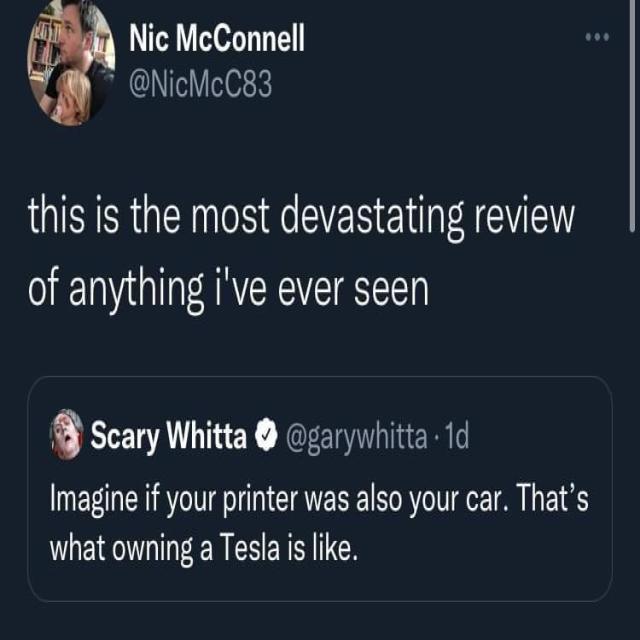 Nic McConnell
@NicMcC83
this is the most devastating review
of anything i've ever seen
Scary Whitta @garywhitta · 1d
Imagine if your printer was also your car. That’s
what owning a Tesla is like.